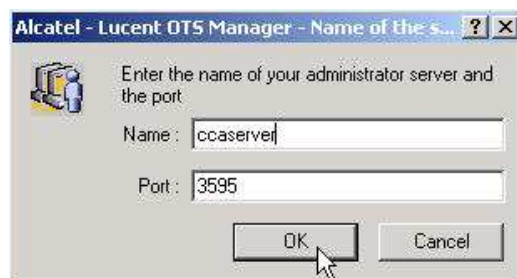 Alcatel - Lucent OTS Manager - Name of the s... ? ×
Enter the name of your administrator server and
the port
Name : ccaserver
Port : 3595
OK Cancel